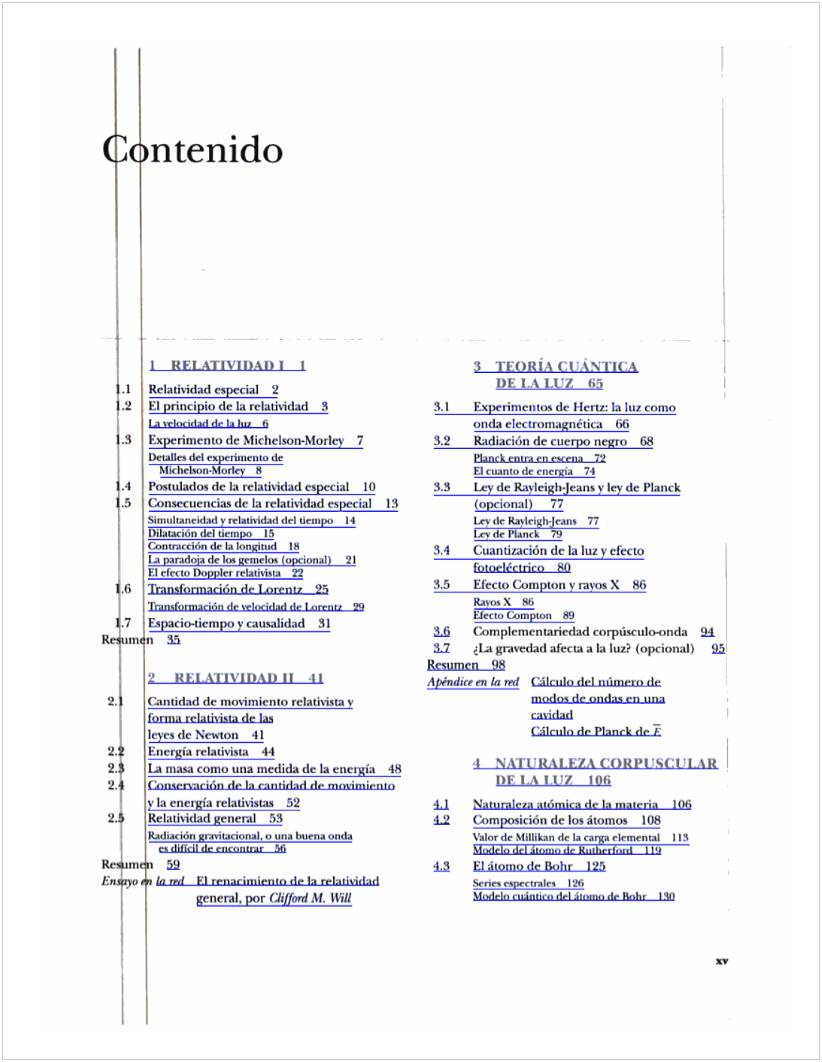 Contenido
1 RELATIVIDAD I 1
1.1 Relatividad especial 2
1.2 El principio de la relatividad 3
La velocidad de la luz 6
1.3 Experimento de Michelson-Morley 7
Detalles del experimento de
Michelson-Morley 8
1.4 Postulados de la relatividad especial 10
1.5 Consecuencias de la relatividad especial 13
Simultaneidad y relatividad del tiempo 14
Dilatación del tiempo 15
Contracción de la longitud 18
La paradoja de los gemelos (opcional) 21
El efecto Doppler relativista 22
1.6 Transformación de Lorentz 25
Transformación de velocidad de Lorentz 29
1.7 Espacio-tiempo y causalidad 31
Resumen 35
2 RELATIVIDAD II 41
2.1 Cantidad de movimiento relativista y
forma relativista de las
leyes de Newton 41
2.2 Energía relativista 44
2.3 La masa como una medida de la energía 48
2.4 Conservación de la cantidad de movimiento
y la energía relativistas 52
2.5 Relatividad general 53
Radiación gravitacional, o una buena onda
es difícil de encontrar 56
Resumen 59
Ensayo en la red El renacimiento de la relatividad
general, por Clifford M. Will
3 TEORÍA CUÁNTICA
DE LA LUZ 65
3.1 Experimentos de Hertz: la luz como
onda electromagnética 66
3.2 Radiación de cuerpo negro 68
Planck entra en escena 72
El cuanto de energía 74
3.3 Ley de Rayleigh-Jeans y ley de Planck
(opcional) 77
Ley de Rayleigh-Jeans 77
Ley de Planck 79
3.4 Cuantización de la luz y efecto
fotoeléctrico 80
3.5 Efecto Compton y rayos X 86
Rayos X 86
Efecto Compton 89
3.6 Complementariedad corpúsculo-onda 94
3.7 ¿La gravedad afecta a la luz? (opcional) 95
Resumen 98
Apéndice en la red Cálculo del número de
modos de ondas en una
cavidad
Cálculo de Planck de E̅
4 NATURALEZA CORPUSCULAR
DE LA LUZ 106
4.1 Naturaleza atómica de la materia 106
4.2 Composición de los átomos 108
Valor de Millikan de la carga elemental 113
Modelo del átomo de Rutherford 119
4.3 El átomo de Bohr 125
Series espectrales 126
Modelo cuántico del átomo de Bohr 130
xv